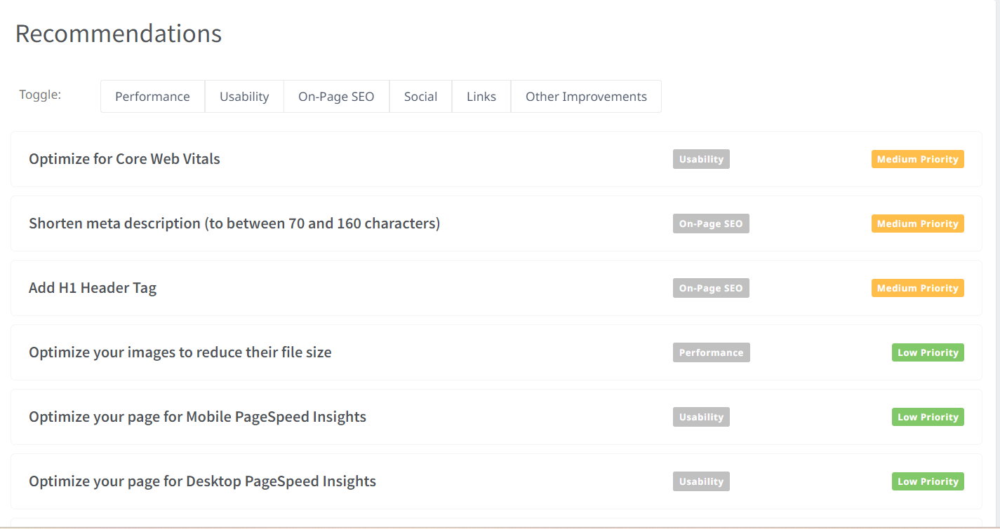 Recommendations
Toggle:
Performance
Usability
On-Page SEO
Social
Links
Other Improvements
Optimize for Core Web Vitals
Usability
Medium Priority
Shorten meta description (to between 70 and 160 characters)
On-Page SEO
Medium Priority
Add H1 Header Tag
On-Page SEO
Medium Priority
Optimize your images to reduce their file size
Performance
Low Priority
Optimize your page for Mobile PageSpeed Insights
Usability
Low Priority
Optimize your page for Desktop PageSpeed Insights
Usability
Low Priority